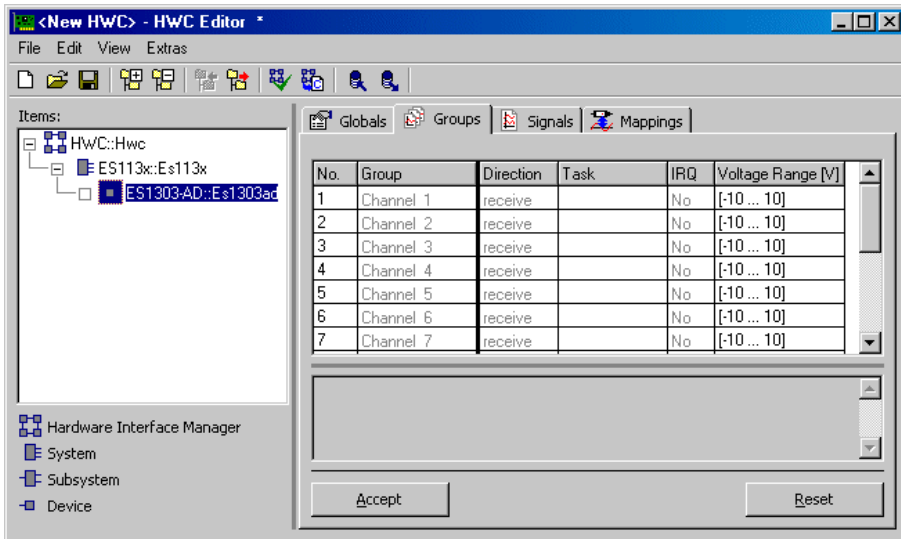 <New HWC> - HWC Editor *
File Edit View Extras
Items:
HWC::Hwc
ES113x::Es113x
ES1303-AD::Es1303ad
Hardware Interface Manager
System
Subsystem
Device
Globals Groups Signals Mappings
No. Group Direction Task IRQ Voltage Range [V]
1 Channel 1 receive No [-10 ... 10]
2 Channel 2 receive No [-10 ... 10]
3 Channel 3 receive No [-10 ... 10]
4 Channel 4 receive No [-10 ... 10]
5 Channel 5 receive No [-10 ... 10]
6 Channel 6 receive No [-10 ... 10]
7 Channel 7 receive No [-10 ... 10]
Accept Reset